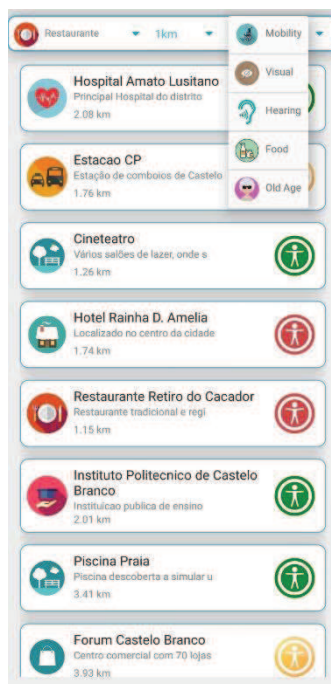 Restaurante
1km
Mobility
Visual
Hearing
Food
Old Age
Hospital Amato Lusitano
Principal Hospital do distrito
2.08 km
Estacao CP
Estação de comboios de Castelo
1.76 km
Cineteatro
Vários salões de lazer, onde s
1.26 km
Hotel Rainha D. Amelia
Localizado no centro da cidade
1.74 km
Restaurante Retiro do Cacador
Restaurante tradicional e regi
1.15 km
Instituto Politecnico de Castelo
Branco
Instituicao publica de ensino
2.01 km
Piscina Praia
Piscina descoberta a simular u
3.41 km
Forum Castelo Branco
Centro comercial com 70 lojas
3.93 km